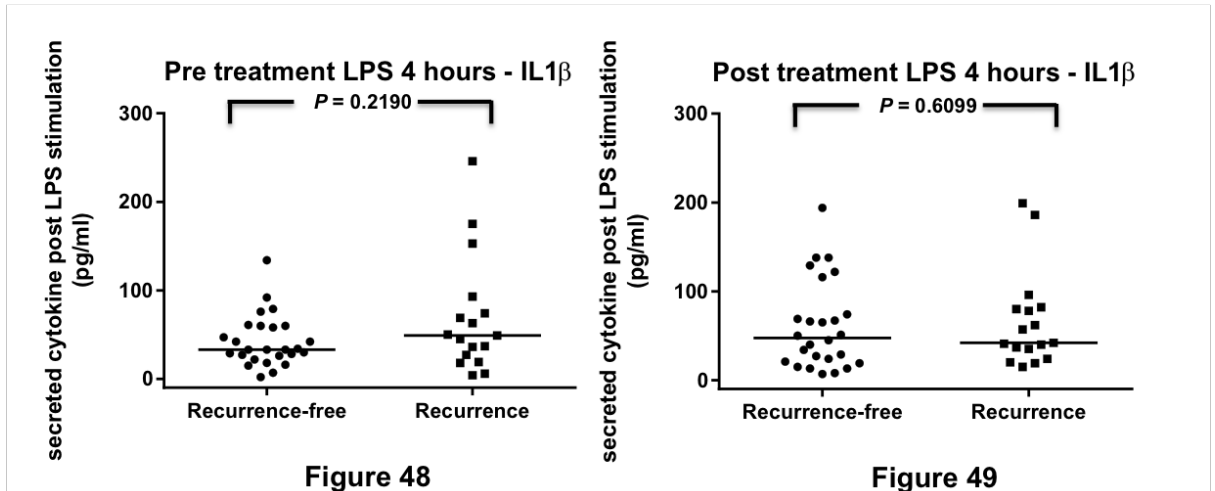 Pre treatment LPS 4 hours - IL1β
P = 0.2190
secreted cytokine post LPS stimulation
(pg/ml)
300
200
100
0
Recurrence-free
Recurrence
Figure 48
Post treatment LPS 4 hours - IL1β
P = 0.6099
secreted cytokine post LPS stimulation
(pg/ml)
300
200
100
0
Recurrence-free
Recurrence
Figure 49